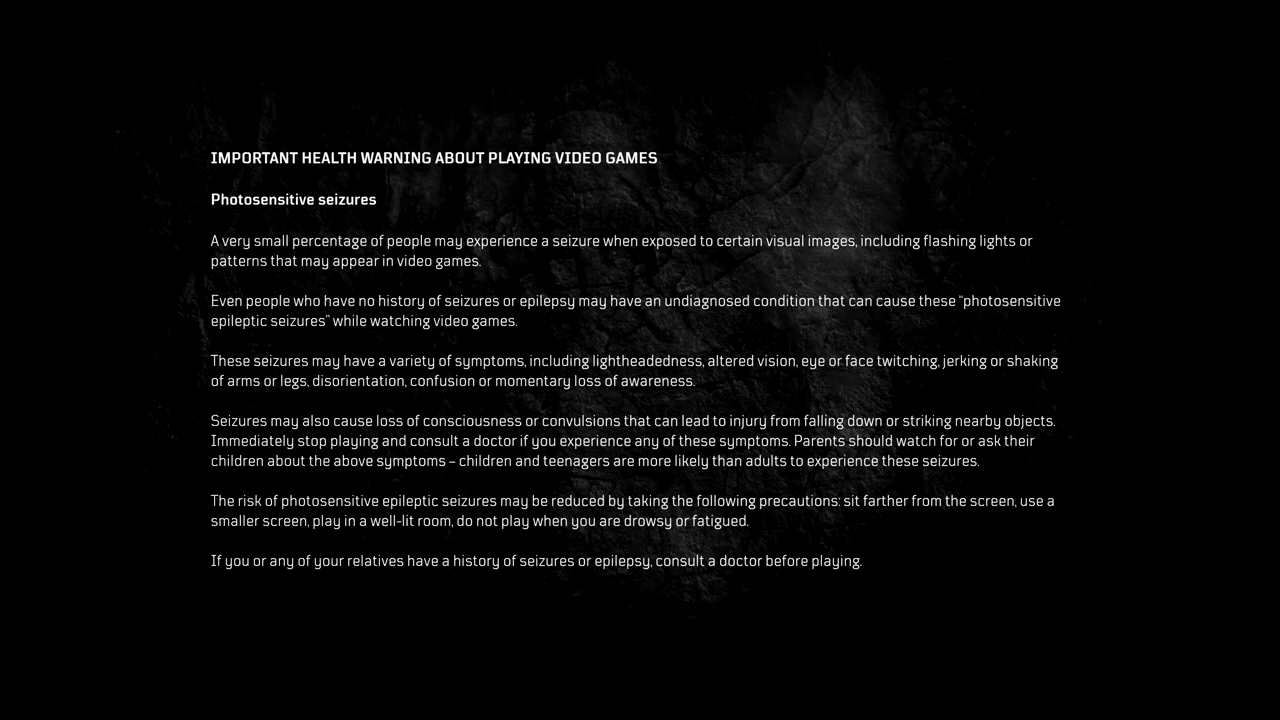 IMPORTANT HEALTH WARNING ABOUT PLAYING VIDEO GAMES
Photosensitive seizures
A very small percentage of people may experience a seizure when exposed to certain visual images, including flashing lights or
patterns that may appear in video games.
Even people who have no history of seizures or epilepsy may have an undiagnosed condition that can cause these “photosensitive
epileptic seizures” while watching video games.
These seizures may have a variety of symptoms, including lightheadedness, altered vision, eye or face twitching, jerking or shaking
of arms or legs, disorientation, confusion or momentary loss of awareness.
Seizures may also cause loss of consciousness or convulsions that can lead to injury from falling down or striking nearby objects.
Immediately stop playing and consult a doctor if you experience any of these symptoms. Parents should watch for or ask their
children about the above symptoms – children and teenagers are more likely than adults to experience these seizures.
The risk of photosensitive epileptic seizures may be reduced by taking the following precautions: sit farther from the screen, use a
smaller screen, play in a well-lit room, do not play when you are drowsy or fatigued.
If you or any of your relatives have a history of seizures or epilepsy, consult a doctor before playing.